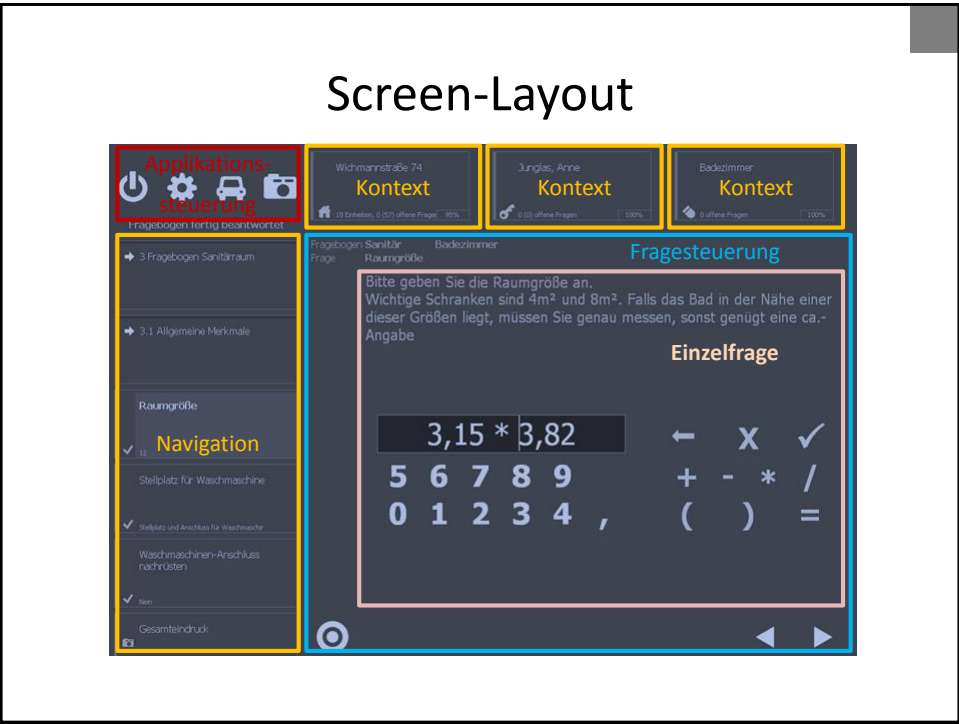 Screen-Layout
Applikations-
steuerung
Fragebogen fertig beantwortet
Wichmannstraße 74
Kontext
18 Einheiten, 0 (57) offene Fragen 95%
Junglas, Anne
Kontext
0 (0) offene Fragen 100%
Badezimmer
Kontext
0 offene Fragen 100%
3 Fragebogen Sanitärraum
3.1 Allgemeine Merkmale
Raumgröße
Navigation
12
Stellplatz für Waschmaschine
Stellplatz und Anschluss für Waschmaschir
Waschmaschinen-Anschluss
nachrüsten
Nein
Gesamteindruck
Fragebogen Sanitär Badezimmer
Frage Raumgröße
Fragesteuerung
Bitte geben Sie die Raumgröße an.
Wichtige Schranken sind 4m² und 8m². Falls das Bad in der Nähe einer
dieser Größen liegt, müssen Sie genau messen, sonst genügt eine ca.-
Angabe
Einzelfrage
3,15 * 3,82
X
5 6 7 8 9 + - * /
0 1 2 3 4 , ( ) =